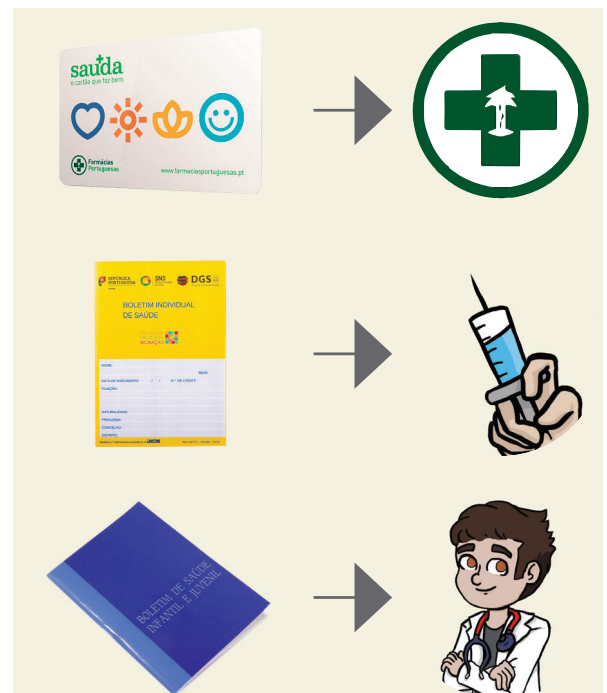 sauda
o cartão que faz bem
Farmácias
Portuguesas
www.farmaciasportuguesas.pt
REPÚBLICA
PORTUGUESA
SNS
DGS
BOLETIM INDIVIDUAL
DE SAÚDE
VACINAÇÃO
NOME:
SEXO:
DATA DE NASCIMENTO: / / N.º DE UTENTE:
FILIAÇÃO:
NATURALIDADE:
FREGUESIA:
CONCELHO:
DISTRITO:
BOLETIM DE SAÚDE
INFANTIL E JUVENIL